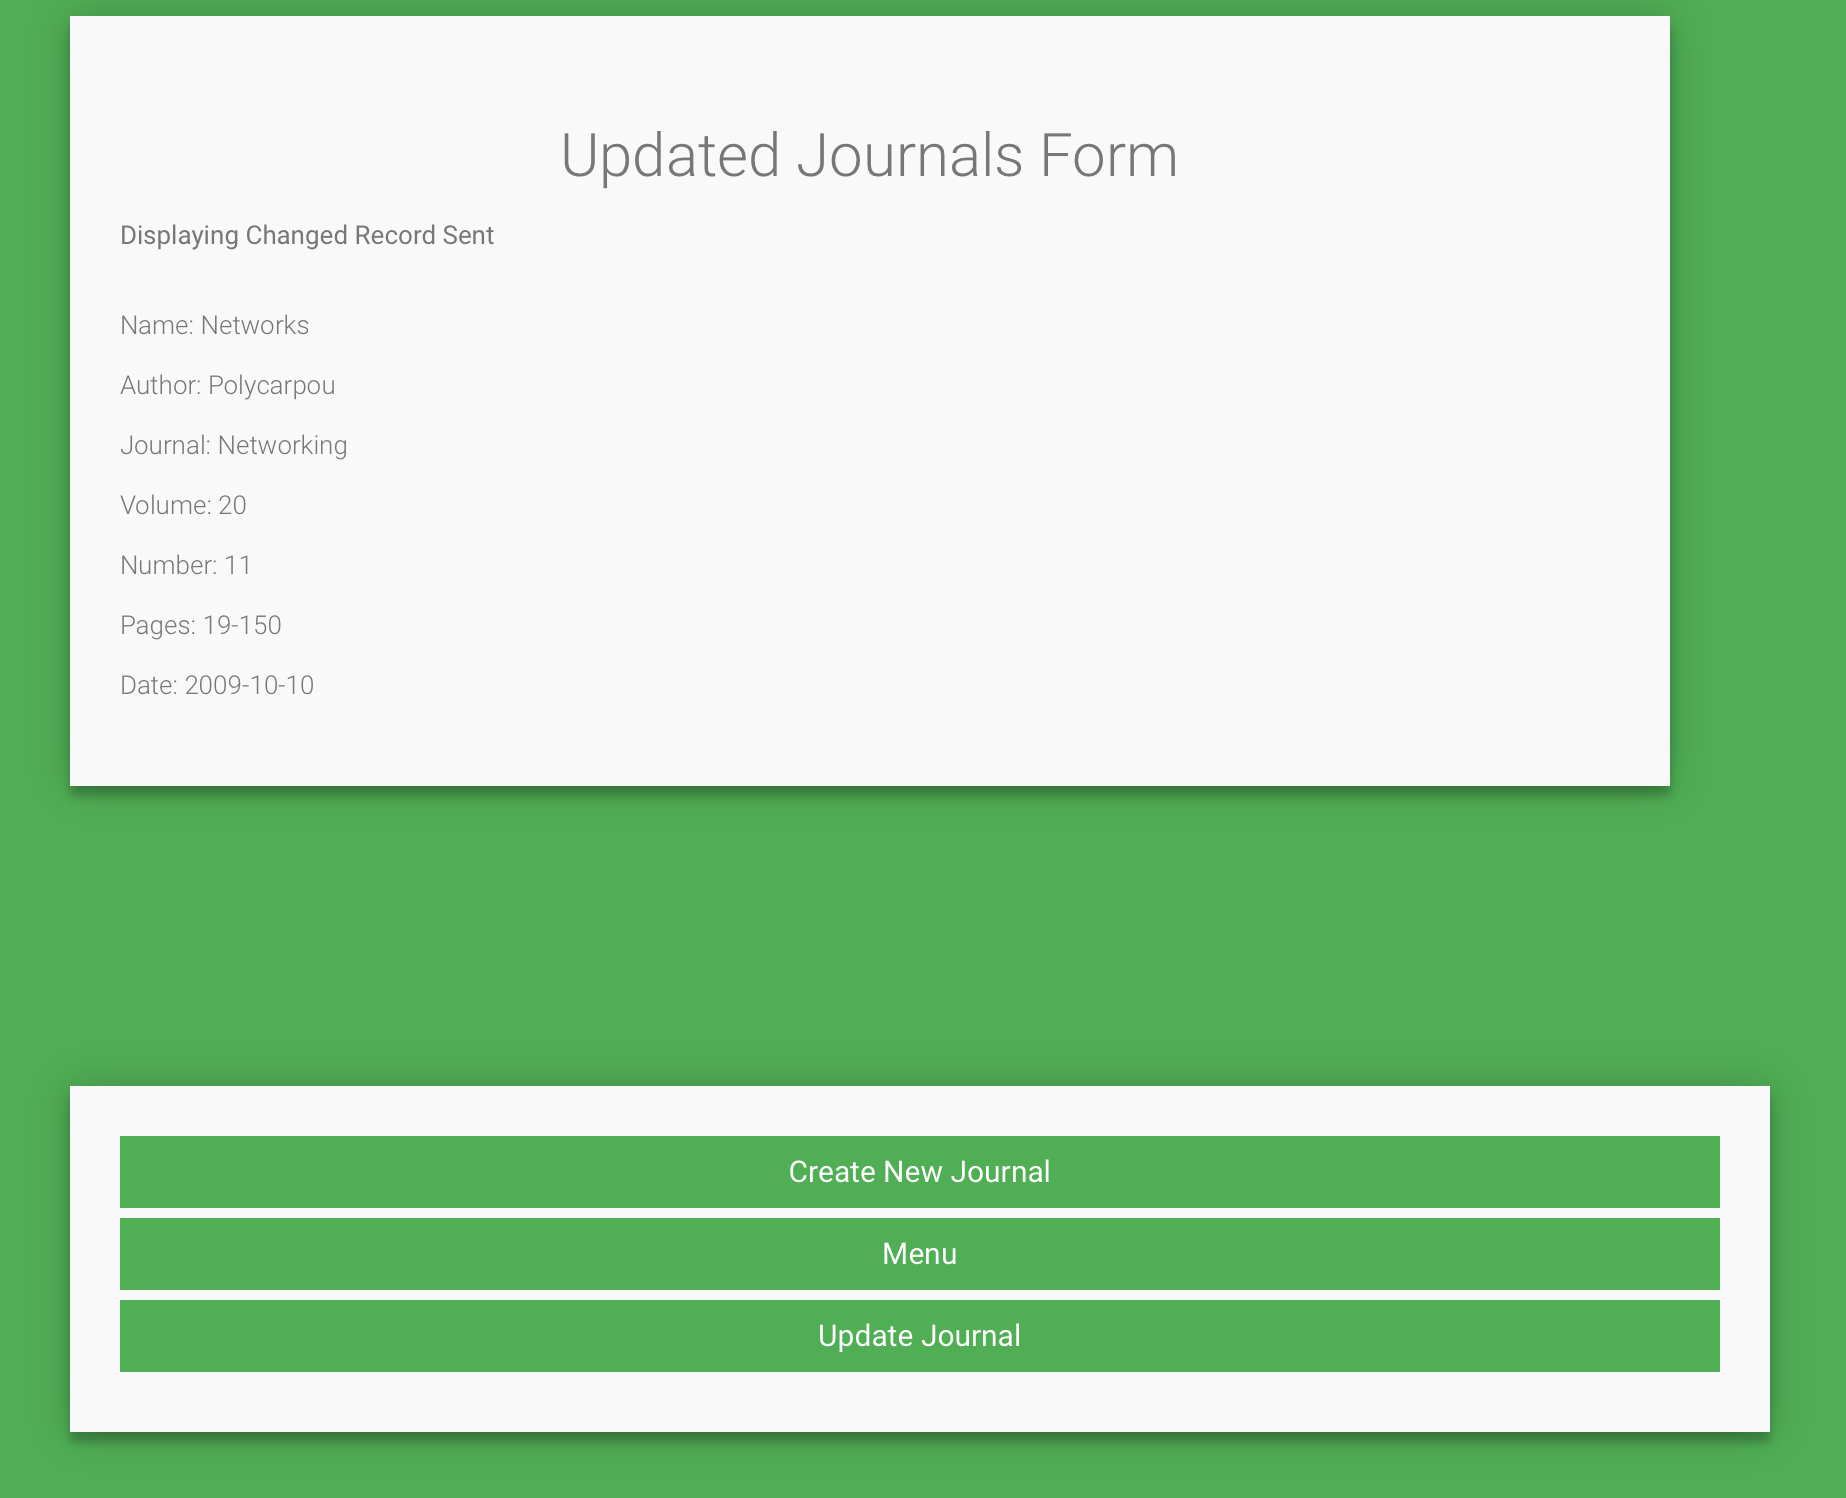 Updated Journals Form
Displaying Changed Record Sent
Name: Networks
Author: Polycarpou
Journal: Networking
Volume: 20
Number: 11
Pages: 19-150
Date: 2009-10-10
Create New Journal
Menu
Update Journal